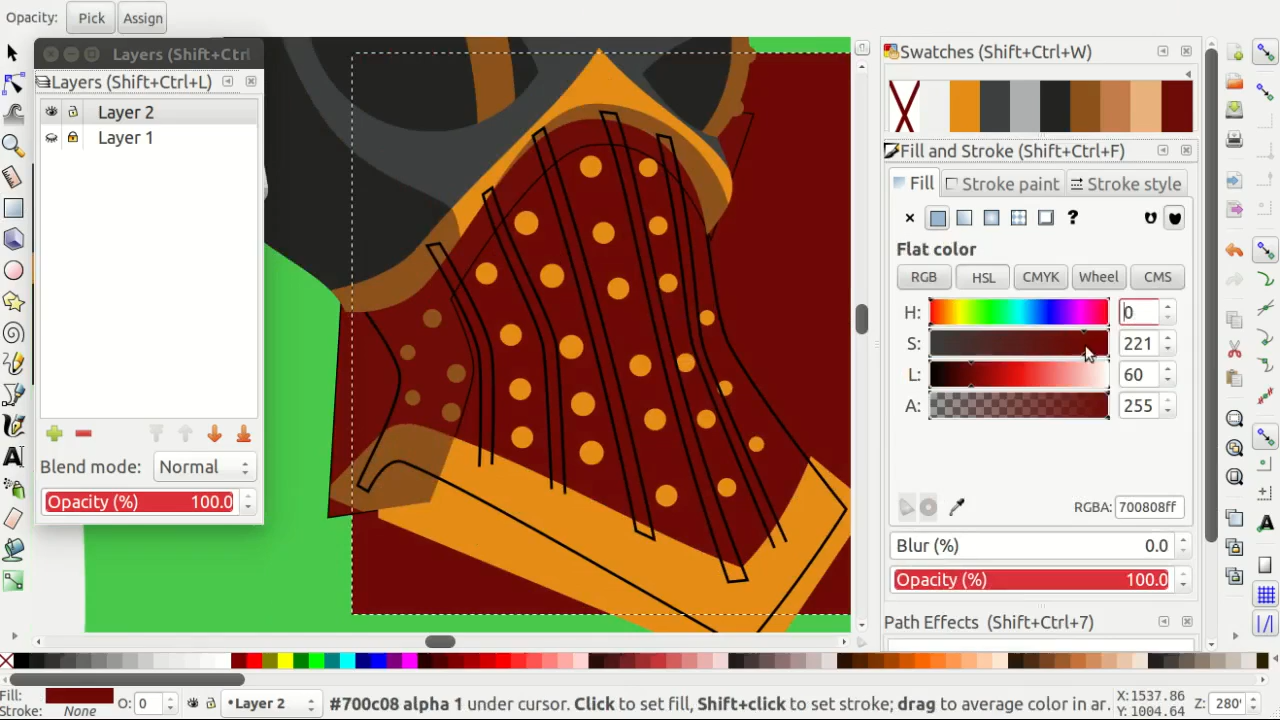 Opacity: Pick Assign
Layers (Shift+Ctrl
Layers (Shift+Ctrl+L)
Layer 2
Layer 1
Blend mode: Normal
Opacity (%) 100.0
Swatches (Shift+Ctrl+W)
Fill and Stroke (Shift+Ctrl+F)
Fill Stroke paint Stroke style
?
Flat color
RGB HSL CMYK Wheel CMS
H: 0
S: 221
L: 60
A: 255
RGBA: 700808ff
Blur (%) 0.0
Opacity (%) 100.0
Path Effects (Shift+Ctrl+7)
Fill:
Stroke: None
O: 0
•Layer 2
#700c08 alpha 1 under cursor. Click to set fill, Shift+click to set stroke; drag to average color in ar.
X:1537.86
Y:1004.64
Z: 280